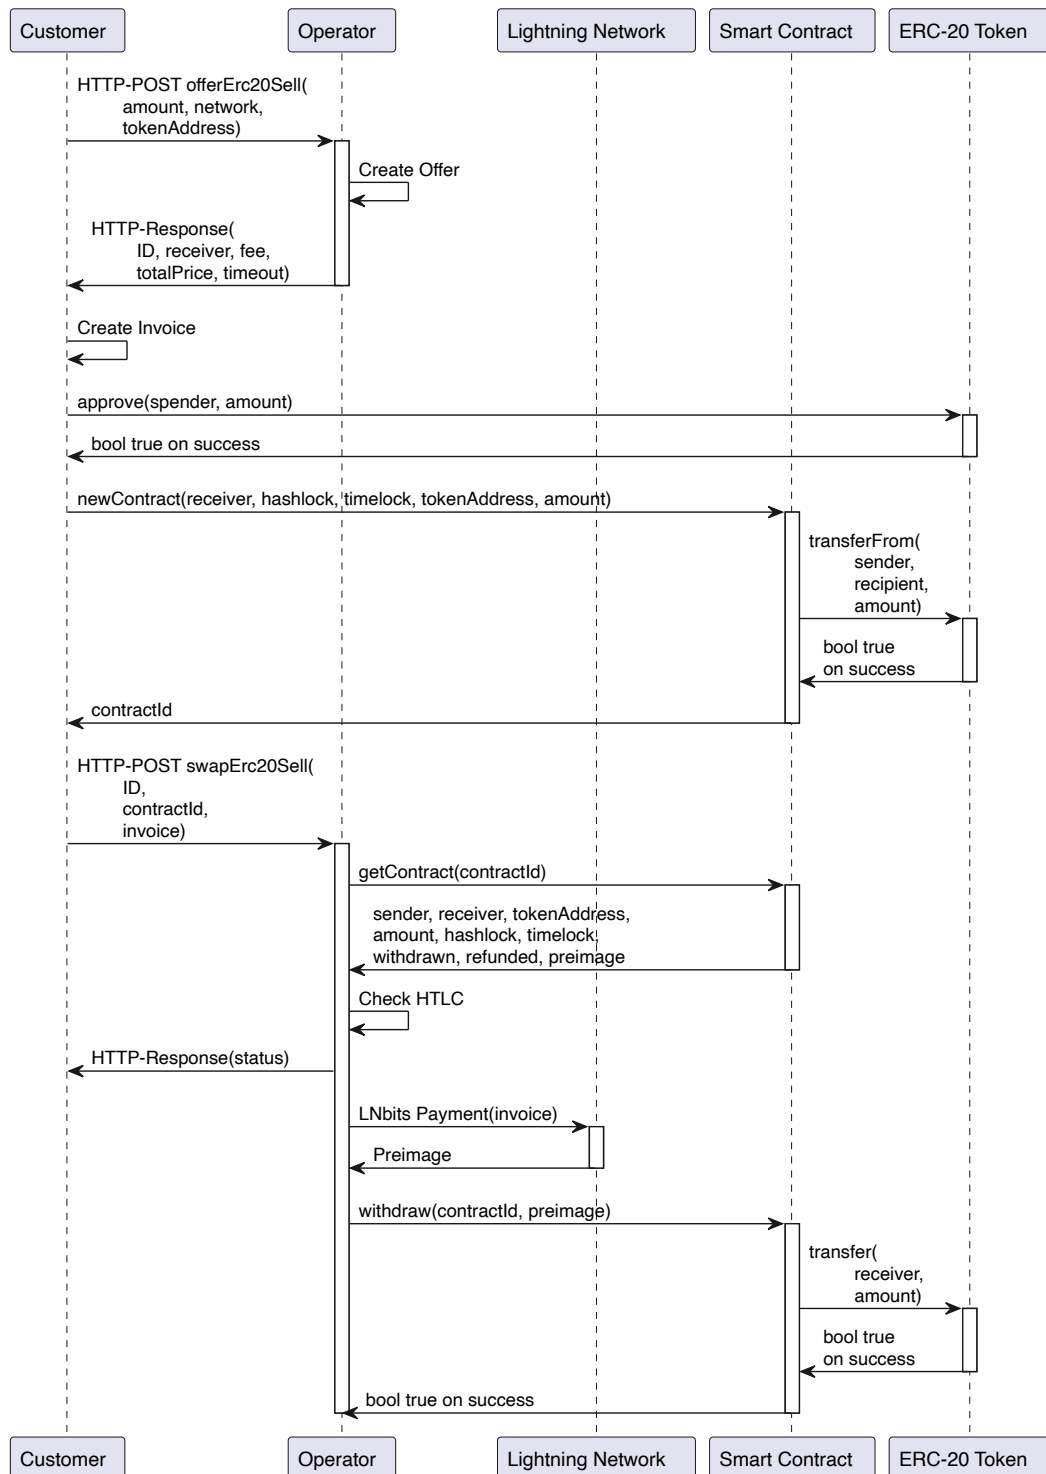 Customer
Operator
Lightning Network
Smart Contract
ERC-20 Token
HTTP-POST offerErc20Sell(
amount, network,
tokenAddress)
Create Offer
HTTP-Response(
ID, receiver, fee,
totalPrice, timeout)
Create Invoice
approve(spender, amount)
bool true on success
newContract(receiver, hashlock, timelock, tokenAddress, amount)
transferFrom(
sender,
recipient,
amount)
bool true
on success
contractId
HTTP-POST swapErc20Sell(
ID,
contractId,
invoice)
getContract(contractId)
sender, receiver, tokenAddress,
amount, hashlock, timelock,
withdrawn, refunded, preimage
Check HTLC
HTTP-Response(status)
LNbits Payment(invoice)
Preimage
withdraw(contractId, preimage)
transfer(
receiver,
amount)
bool true
on success
bool true on success
Customer
Operator
Lightning Network
Smart Contract
ERC-20 Token